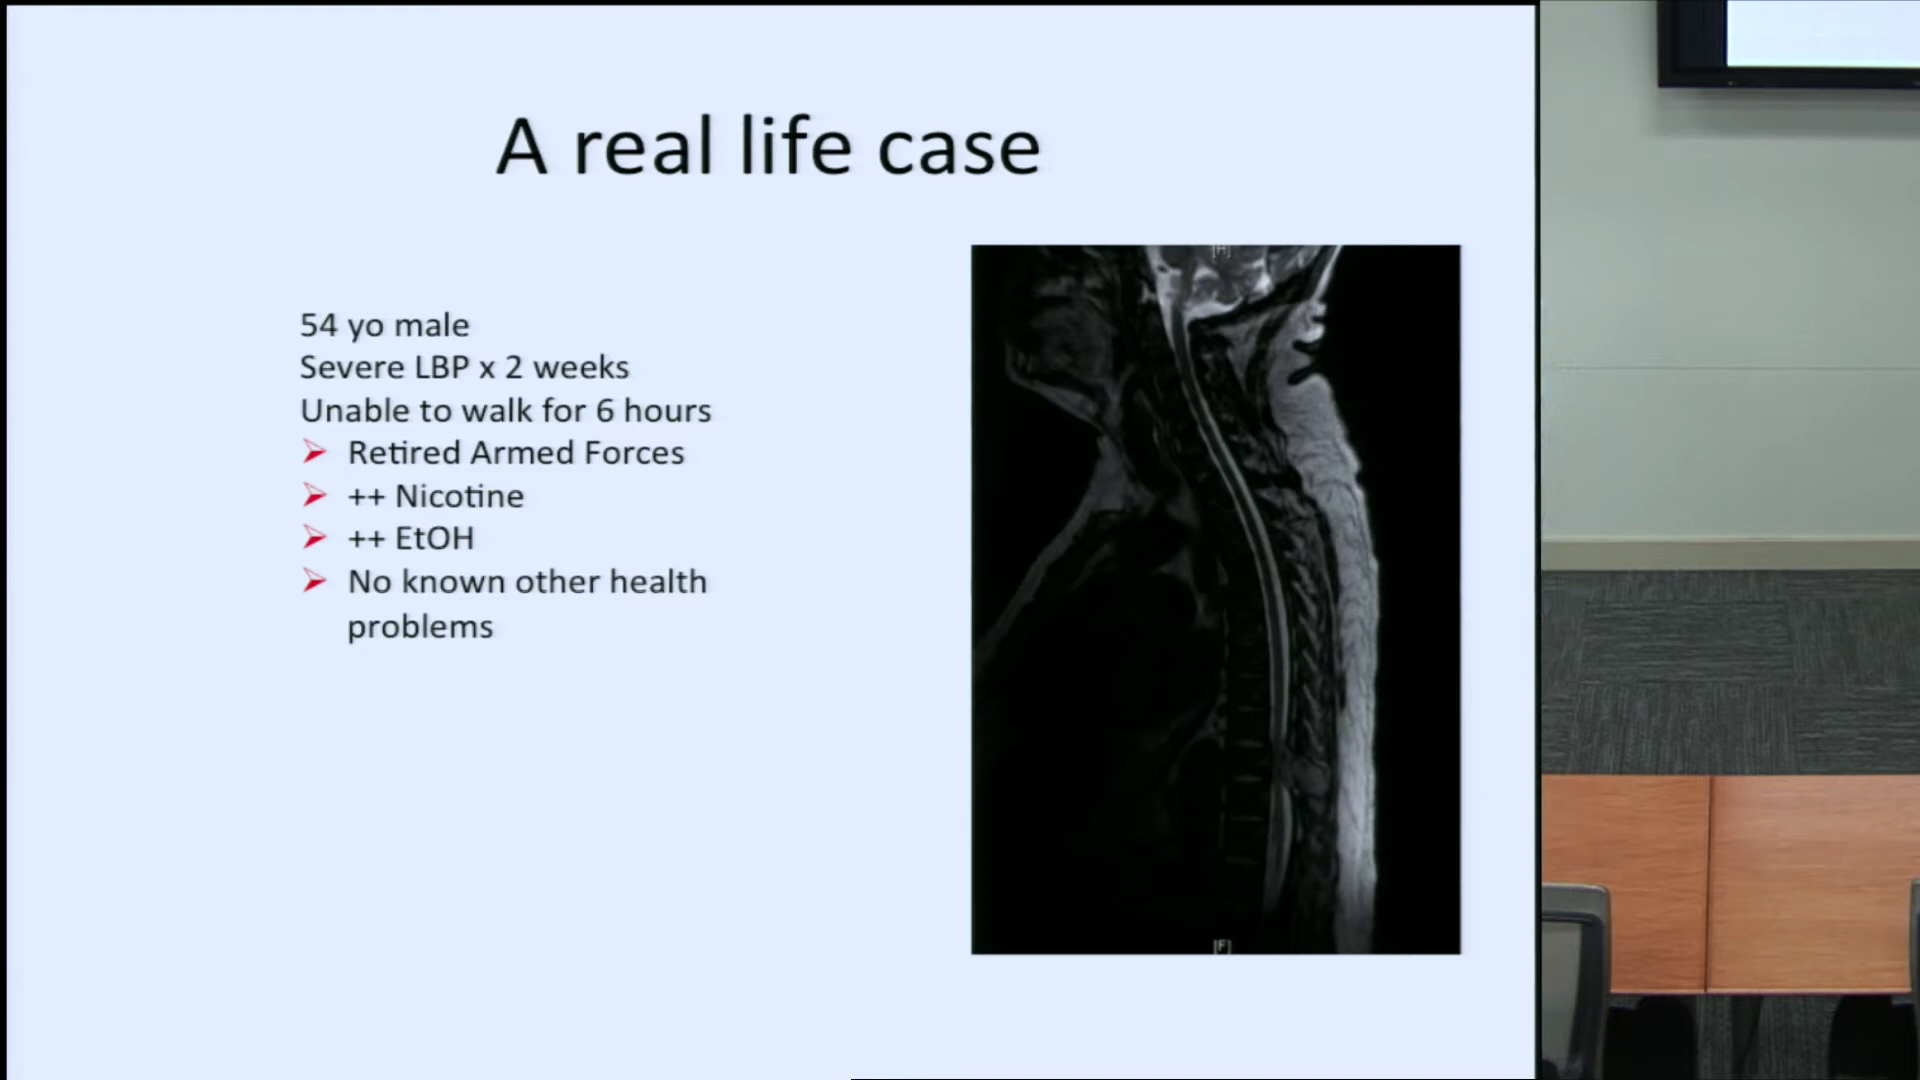 A real life case
54 yo male
Severe LBP x 2 weeks
Unable to walk for 6 hours
➢ Retired Armed Forces
➢ ++ Nicotine
➢ ++ EtOH
➢ No known other health
problems
[H]
[F]